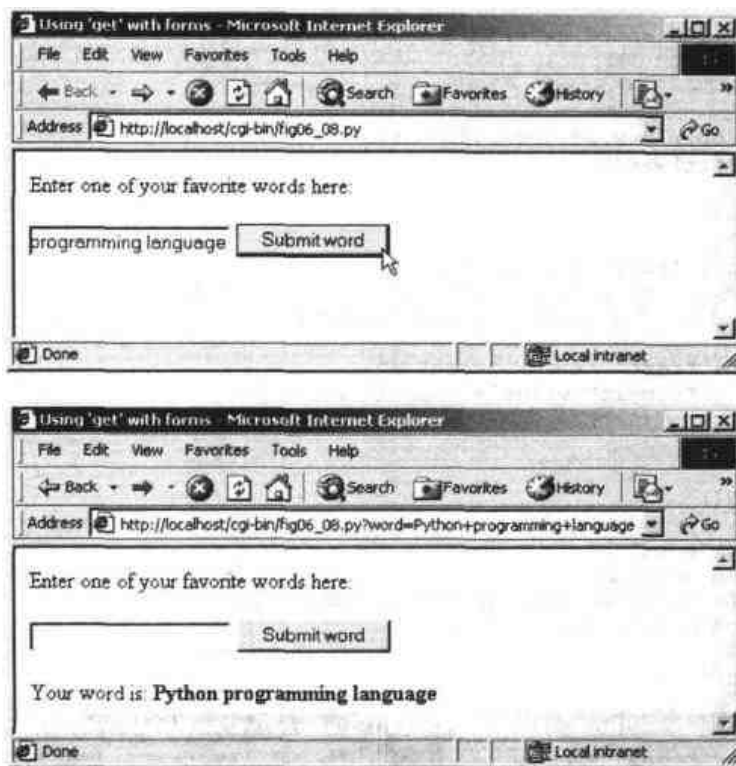 Using 'get' with forms - Microsoft Internet Explorer
File Edit View Favorites Tools Help
Back Search Favorites History »
Address http://localhost/cgi-bin/fig06_08.py Go
Enter one of your favorite words here:
programming language Submit word
Done Local intranet
Using 'get' with forms - Microsoft Internet Explorer
File Edit View Favorites Tools Help
Back Search Favorites History »
Address http://localhost/cgi-bin/fig06_08.py?word=Python+programming+language Go
Enter one of your favorite words here:
Submit word
Your word is: Python programming language
Done Local intranet